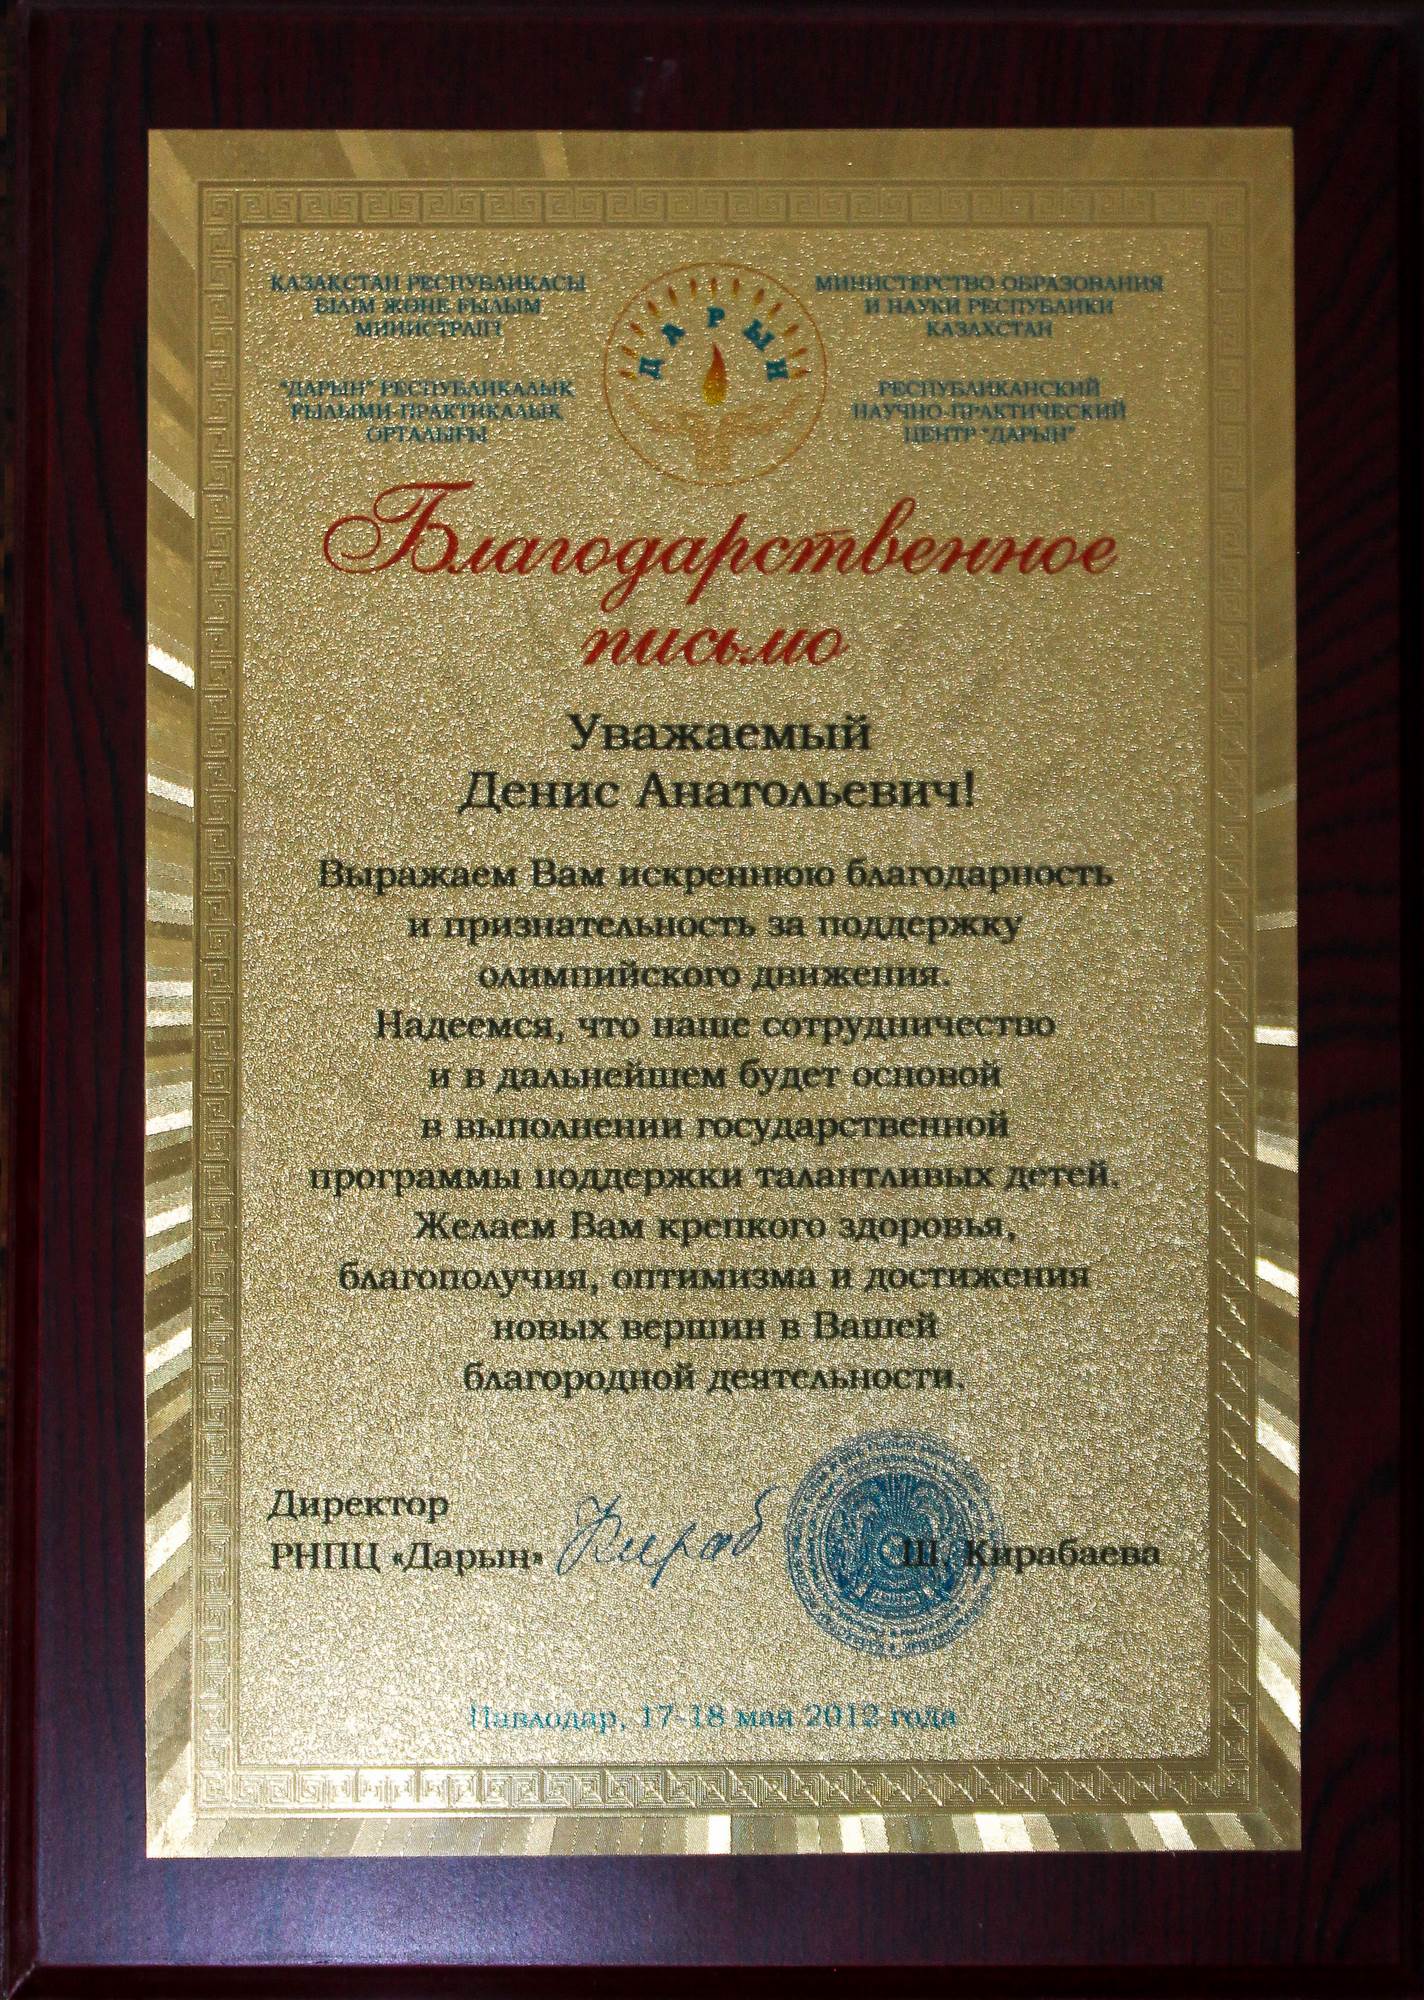 ҚАЗАҚСТАН РЕСПУБЛИКАСЫ
БІЛІМ ЖӘНЕ ҒЫЛЫМ
МИНИСТРЛІГІ
"ДАРЫН" РЕСПУБЛИКАЛЫҚ
ҒЫЛЫМИ-ПРАКТИКАЛЫҚ
ОРТАЛЫҒЫ
ДАРЫН
МИНИСТЕРСТВО ОБРАЗОВАНИЯ
И НАУКИ РЕСПУБЛИКИ
КАЗАХСТАН
РЕСПУБЛИКАНСКИЙ
НАУЧНО-ПРАКТИЧЕСКИЙ
ЦЕНТР "ДАРЫН"
Благодарственное
письмо
Уважаемый
Денис Анатольевич!
Выражаем Вам искреннюю благодарность
и признательность за поддержку
олимпийского движения.
Надеемся, что наше сотрудничество
и в дальнейшем будет основой
в выполнении государственной
программы поддержки талантливых детей.
Желаем Вам крепкого здоровья,
благополучия, оптимизма и достижения
новых вершин в Вашей
благородной деятельности.
Директор
РНПЦ «Дарын»
Ш. Кирабаева
Павлодар, 17-18 мая 2012 года